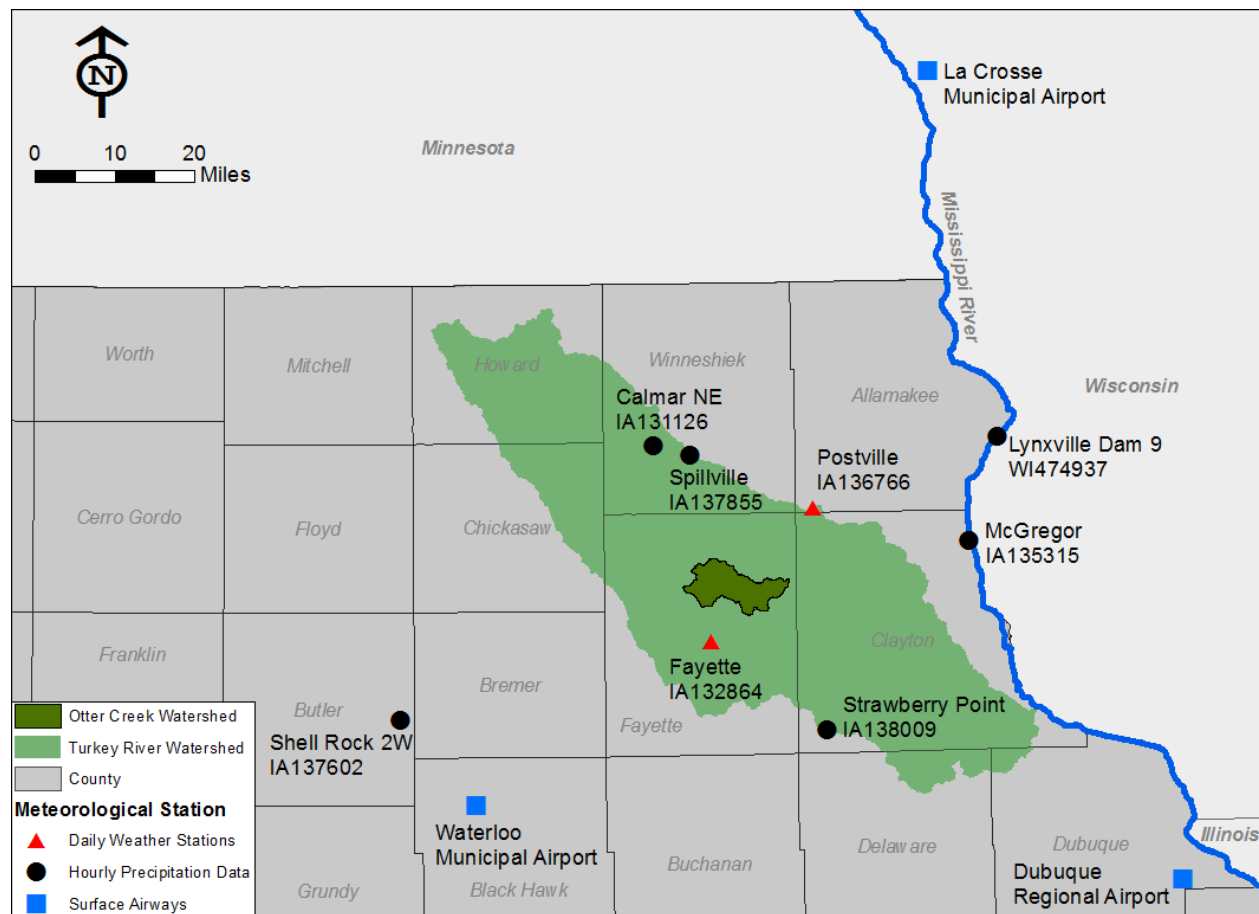 N
0 10 20
Miles
La Crosse
Municipal Airport
Minnesota
Mississippi River
Worth
Mitchell
Howard
Winneshiek
Allamakee
Wisconsin
Calmar NE
IA131126
Spillville
IA137855
Postville
IA136766
Lynxville Dam 9
WI474937
McGregor
IA135315
Cerro Gordo
Floyd
Chickasaw
Clayton
Franklin
Bremer
Fayette
IA132864
Fayette
Strawberry Point
IA138009
Butler
Shell Rock 2W
IA137602
Waterloo
Municipal Airport
Grundy
Black Hawk
Buchanan
Delaware
Dubuque
Illinois
Dubuque
Regional Airport
Otter Creek Watershed
Turkey River Watershed
County
Meteorological Station
Daily Weather Stations
Hourly Precipitation Data
Surface Airways